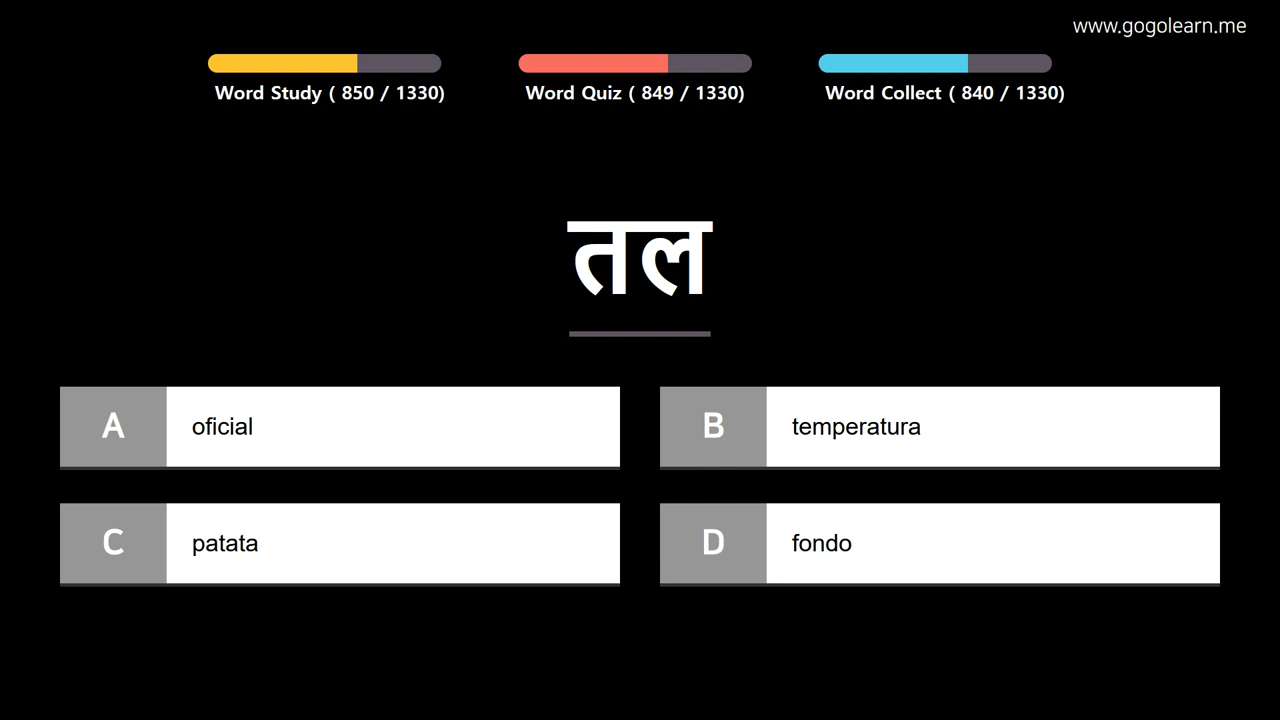 www.gogolearn.me
Word Study ( 850 / 1330)
Word Quiz ( 849 / 1330)
Word Collect ( 840 / 1330)
तल
A oficial
B temperatura
C patata
D fondo